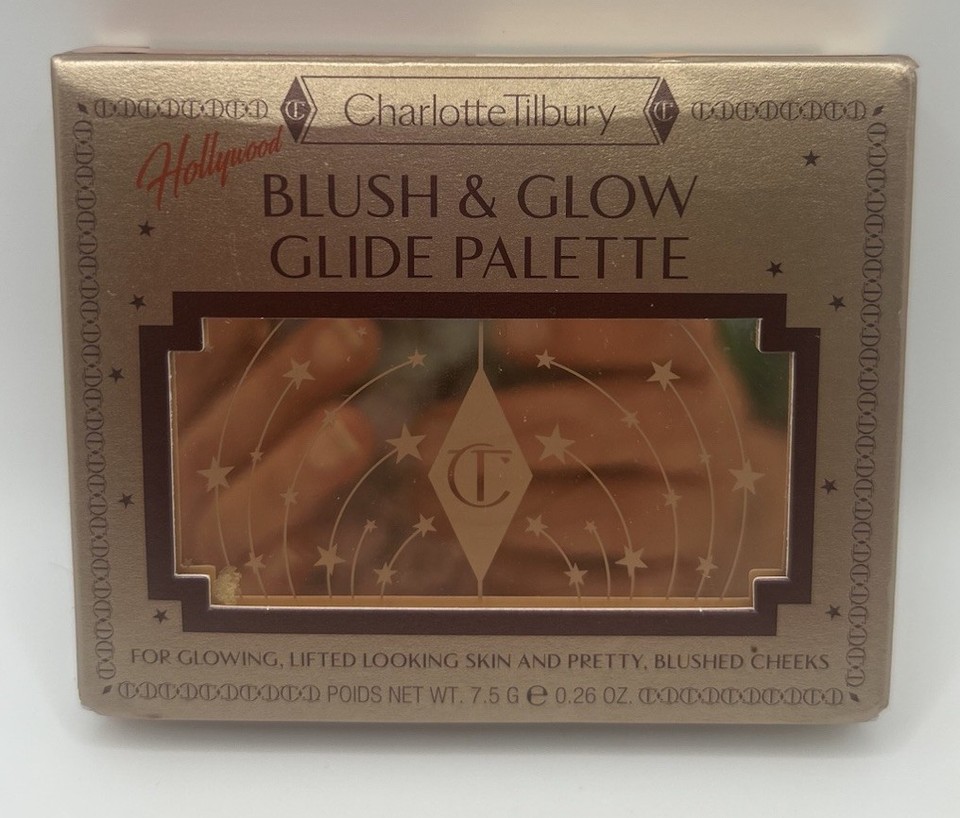 CharlotteTilbury
Hollywood
BLUSH & GLOW
GLIDE PALETTE
CT
FOR GLOWING, LIFTED LOOKING SKIN AND PRETTY, BLUSHED CHEEKS
POIDS NET WT. 7.5 G ℮ 0.26 OZ.